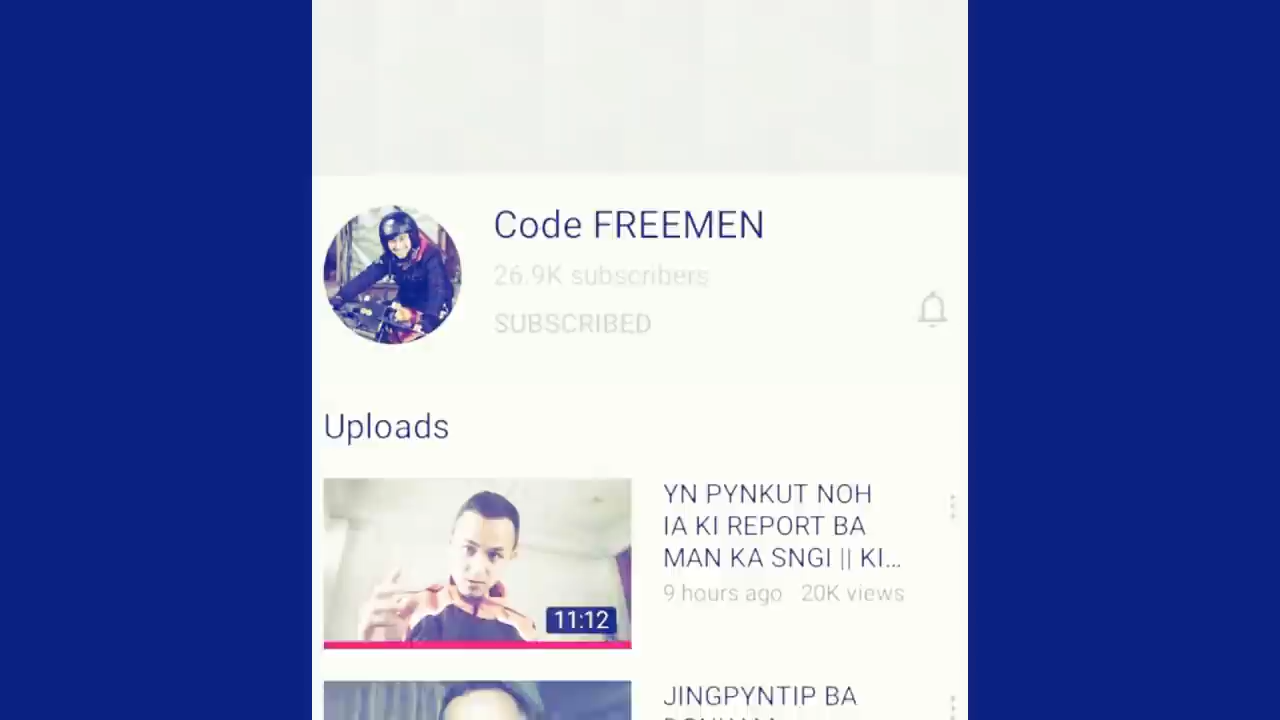 Code FREEMEN
26.9K subscribers
SUBSCRIBED
Uploads
YN PYNKUT NOH
IA KI REPORT BA
MAN KA SNGI || KI...
9 hours ago 20K views
11:12
JINGPYNTIP BA